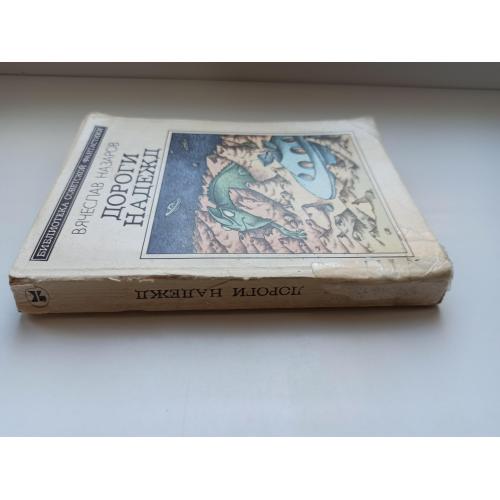 БИБЛИОТЕКА СОВЕТСКОЙ ФАНТАСТИКИ
ВЯЧЕСЛАВ НАЗАРОВ
ДОРОГИ
НАДЕЖД
ДОРОГИ НАДЕЖД